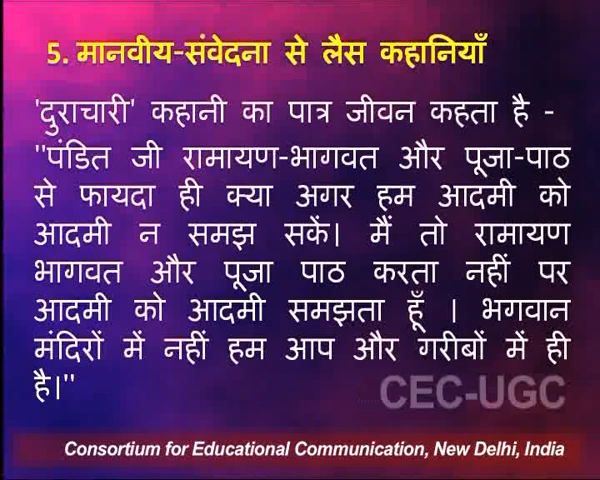 5. मानवीय-संवेदना से लैस कहानियाँ
'दुराचारी' कहानी का पात्र जीवन कहता है -
"पंडित जी रामायण-भागवत और पूजा-पाठ
से फायदा ही क्या अगर हम आदमी को
आदमी न समझ सकें। मैं तो रामायण
भागवत और पूजा पाठ करता नहीं पर
आदमी को आदमी समझता हूँ । भगवान
मंदिरों में नहीं हम आप और गरीबों में ही
है।"
CEC-UGC
Consortium for Educational Communication, New Delhi, India